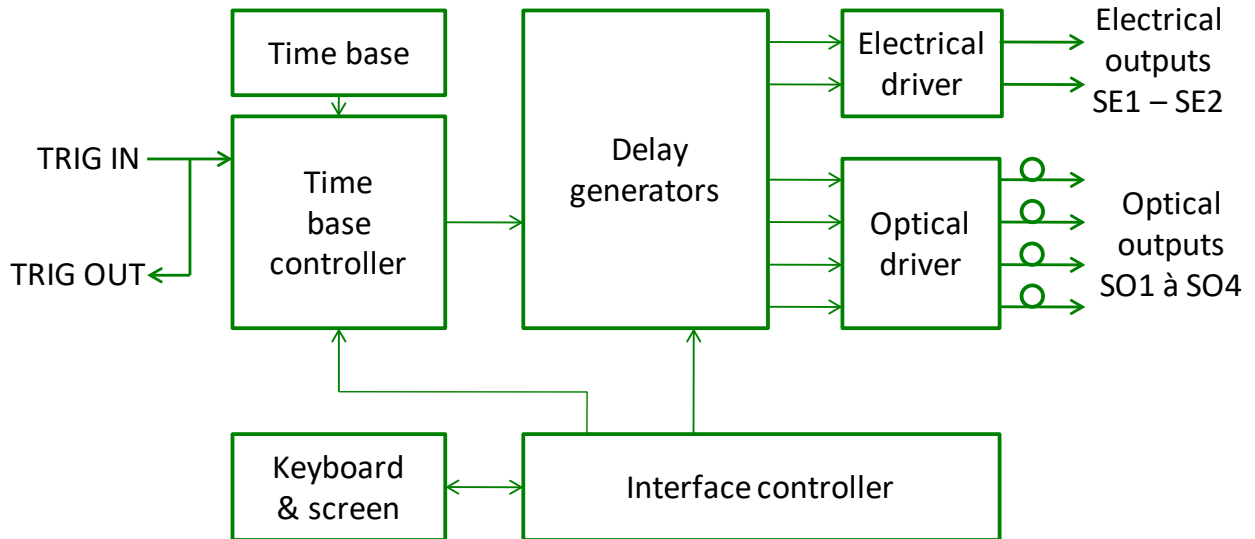 Time base
TRIG IN
TRIG OUT
Time
base
controller
Delay
generators
Electrical
driver
Electrical
outputs
SE1 – SE2
Optical
driver
Optical
outputs
SO1 à SO4
Keyboard
& screen
Interface controller